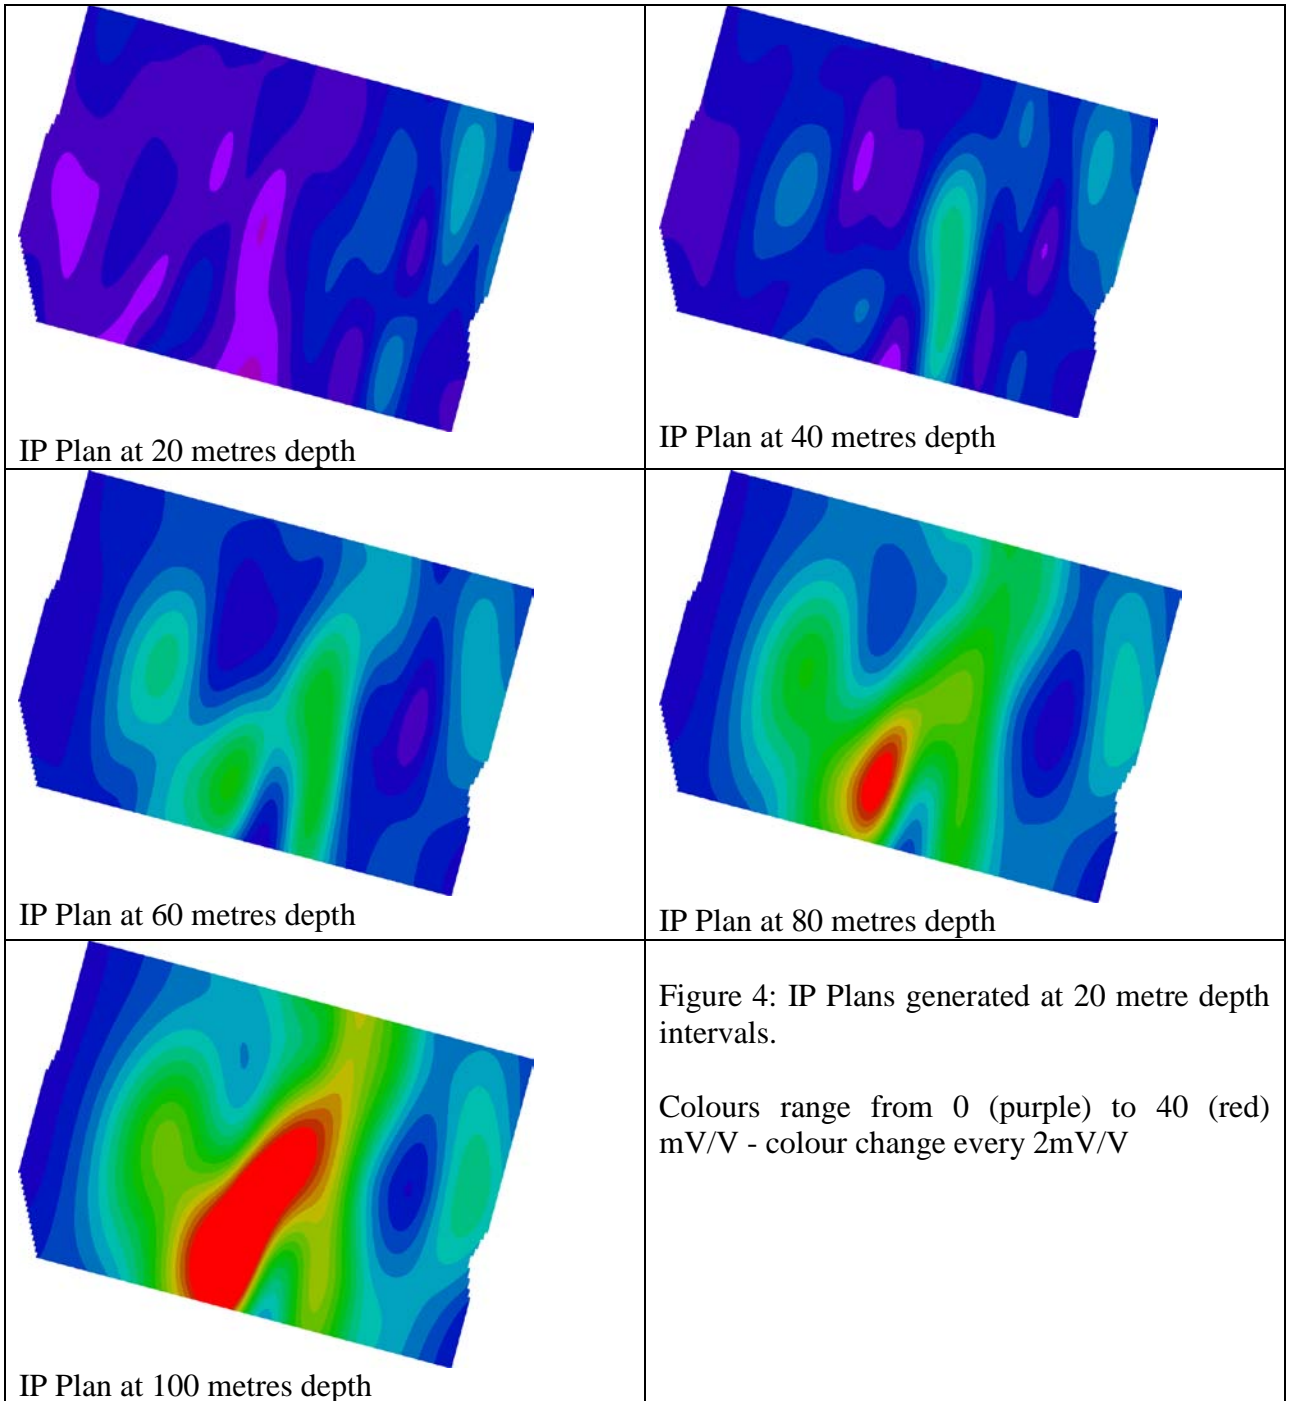 IP Plan at 20 metres depth
IP Plan at 40 metres depth
IP Plan at 60 metres depth
IP Plan at 80 metres depth
IP Plan at 100 metres depth
Figure 4: IP Plans generated at 20 metre depth
intervals.
Colours range from 0 (purple) to 40 (red)
mV/V - colour change every 2mV/V